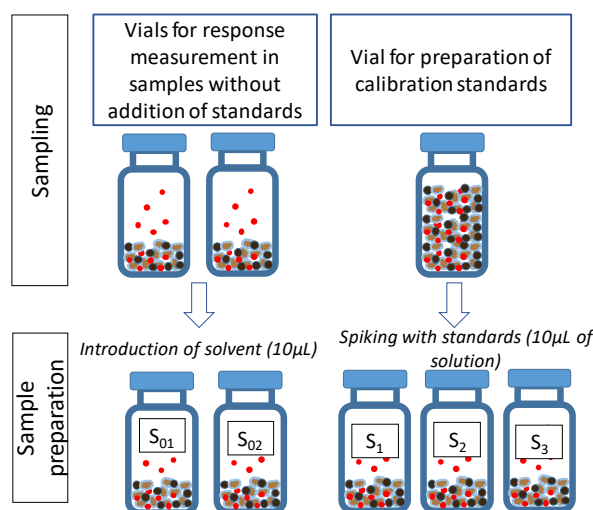 Vials for response
measurement in
samples without
addition of standards
Vial for preparation of
calibration standards
Sampling
Introduction of solvent (10µL)
Spiking with standards (10µL of
solution)
Sample
preparation
S01
S02
S1
S2
S3